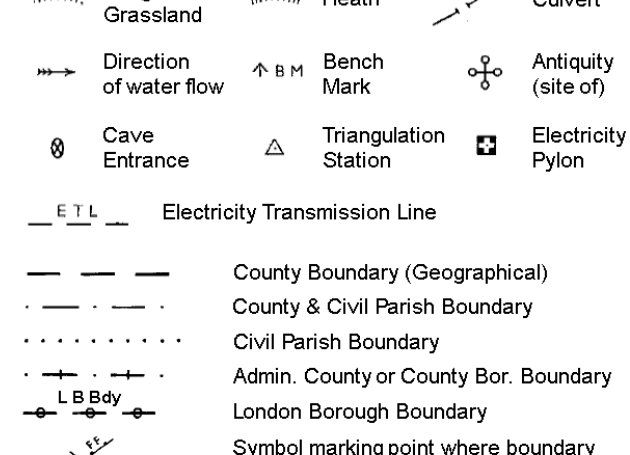 Grassland
Heath
Culvert
Direction
of water flow
B M
Bench
Mark
Antiquity
(site of)
Cave
Entrance
Triangulation
Station
Electricity
Pylon
E T L
Electricity Transmission Line
County Boundary (Geographical)
County & Civil Parish Boundary
Civil Parish Boundary
Admin. County or County Bor. Boundary
L B Bdy
London Borough Boundary
FF
Symbol marking point where boundary